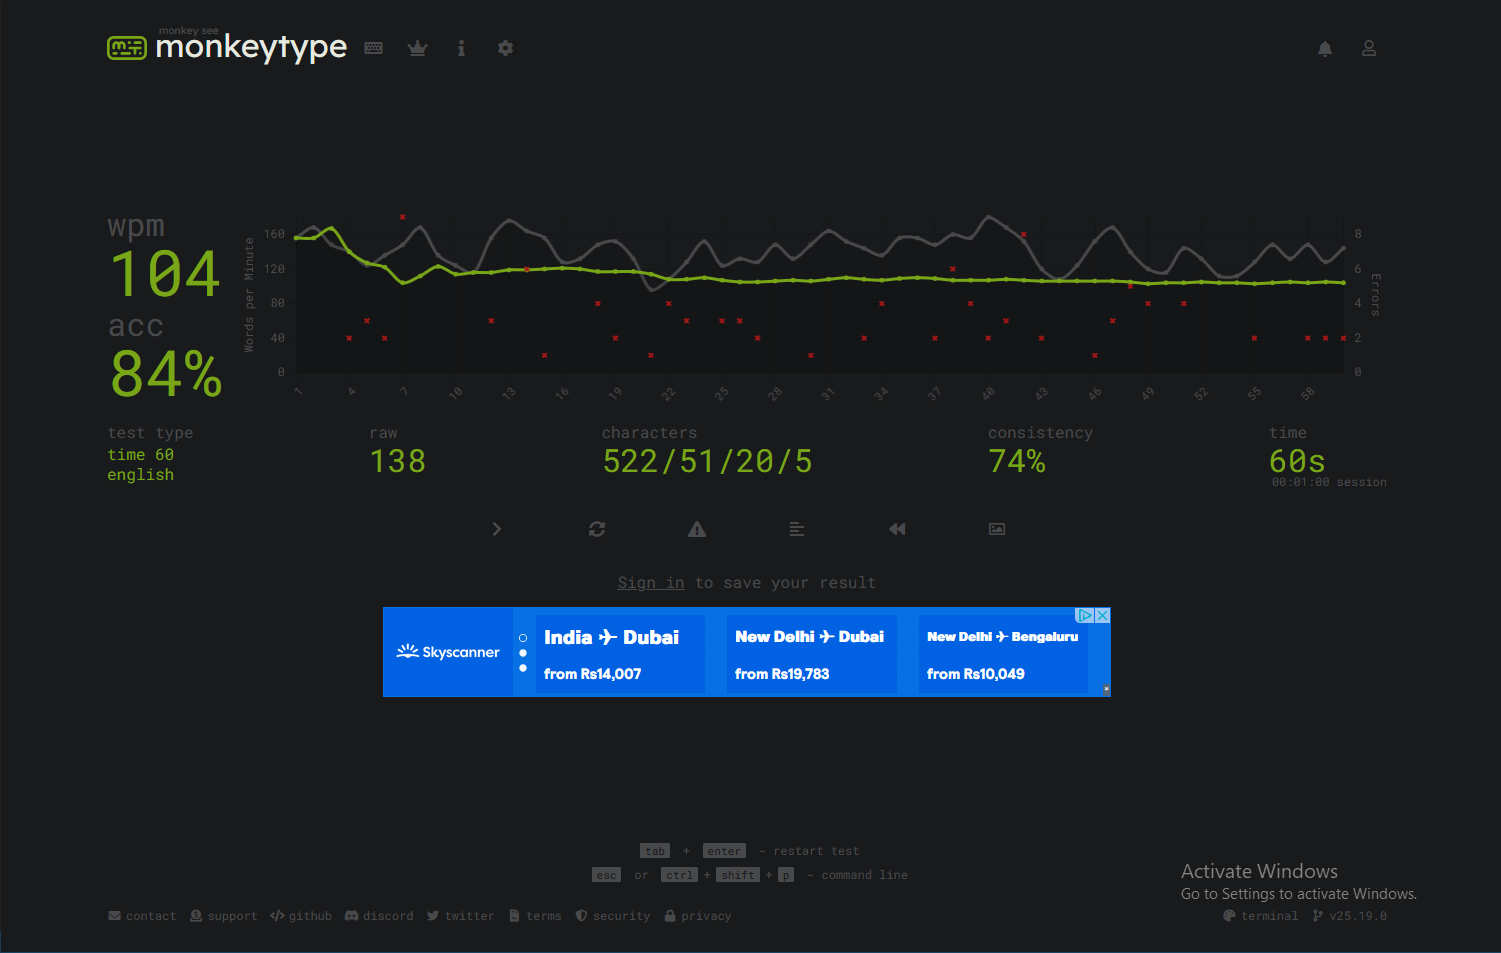 monkey see
monkeytype
wpm
104
acc
84%
Words per Minute
160
120
80
40
0
8
6
4
2
0
Errors
1 4 7 10 13 16 19 22 25 28 31 34 37 40 43 46 49 52 55 58
test type
time 60
english
raw
138
characters
522/51/20/5
consistency
74%
time
60s
00:01:00 session
Sign in to save your result
Skyscanner
India ✈ Dubai
from Rs14,007
New Delhi ✈ Dubai
from Rs19,783
New Delhi ✈ Bengaluru
from Rs10,049
tab + enter - restart test
esc or ctrl + shift + p - command line
Activate Windows
Go to Settings to activate Windows.
contact support github discord twitter terms security privacy
terminal v25.19.0